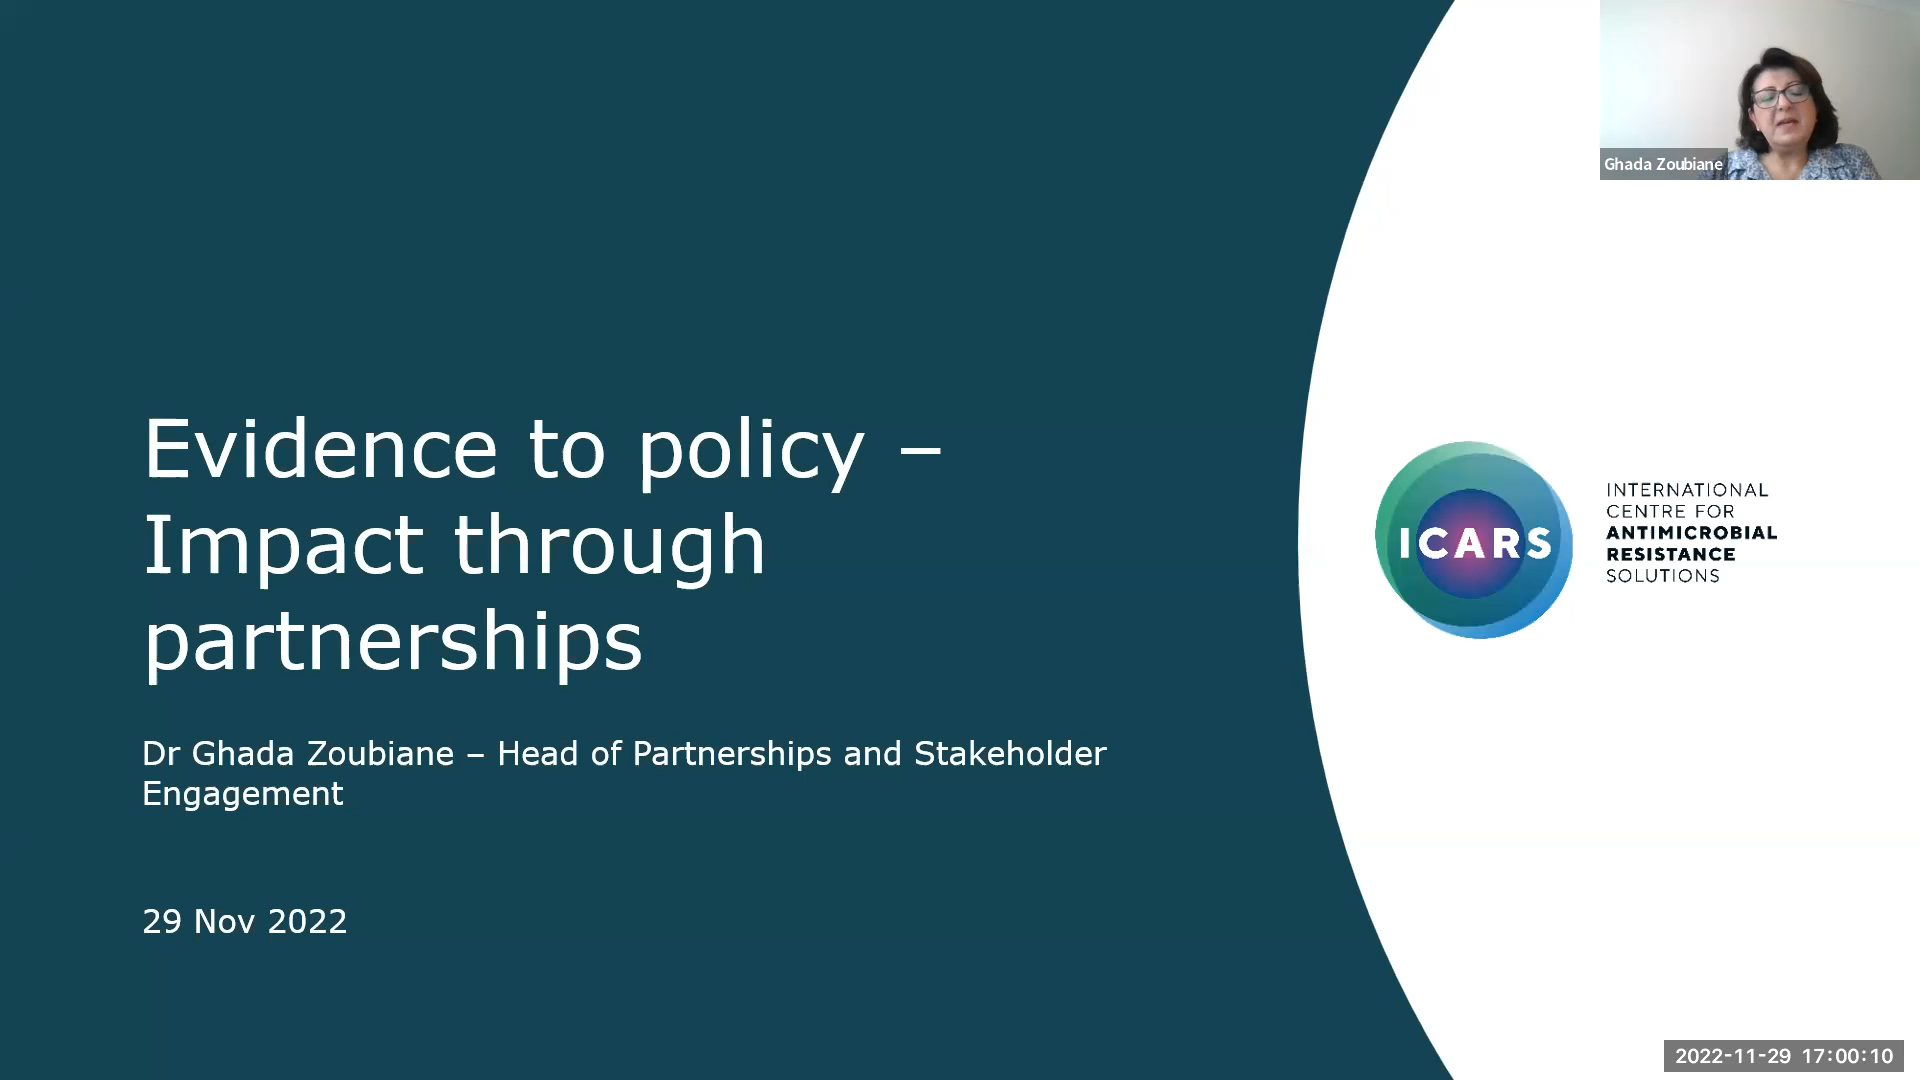 Ghada Zoubiane
Evidence to policy –
Impact through
partnerships
ICARS
INTERNATIONAL
CENTRE FOR
ANTIMICROBIAL
RESISTANCE
SOLUTIONS
Dr Ghada Zoubiane – Head of Partnerships and Stakeholder
Engagement
29 Nov 2022
2022-11-29 17:00:10